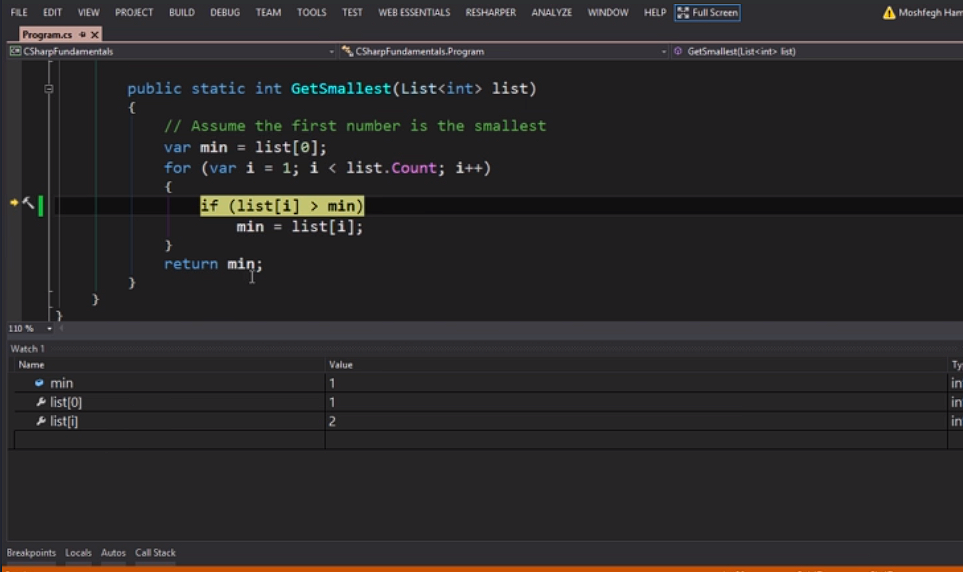 FILE EDIT VIEW PROJECT BUILD DEBUG TEAM TOOLS TEST WEB ESSENTIALS RESHARPER ANALYZE WINDOW HELP Full Screen Moshfegh Ham
Program.cs
CSharpFundamentals CSharpFundamentals.Program GetSmallest(List<int> list)
public static int GetSmallest(List<int> list)
{
// Assume the first number is the smallest
var min = list[0];
for (var i = 1; i < list.Count; i++)
{
if (list[i] > min)
min = list[i];
}
return min;
}
}
}
110 %
Watch 1
Name Value Ty
min 1 in
list[0] 1 in
list[i] 2 in
Breakpoints Locals Autos Call Stack